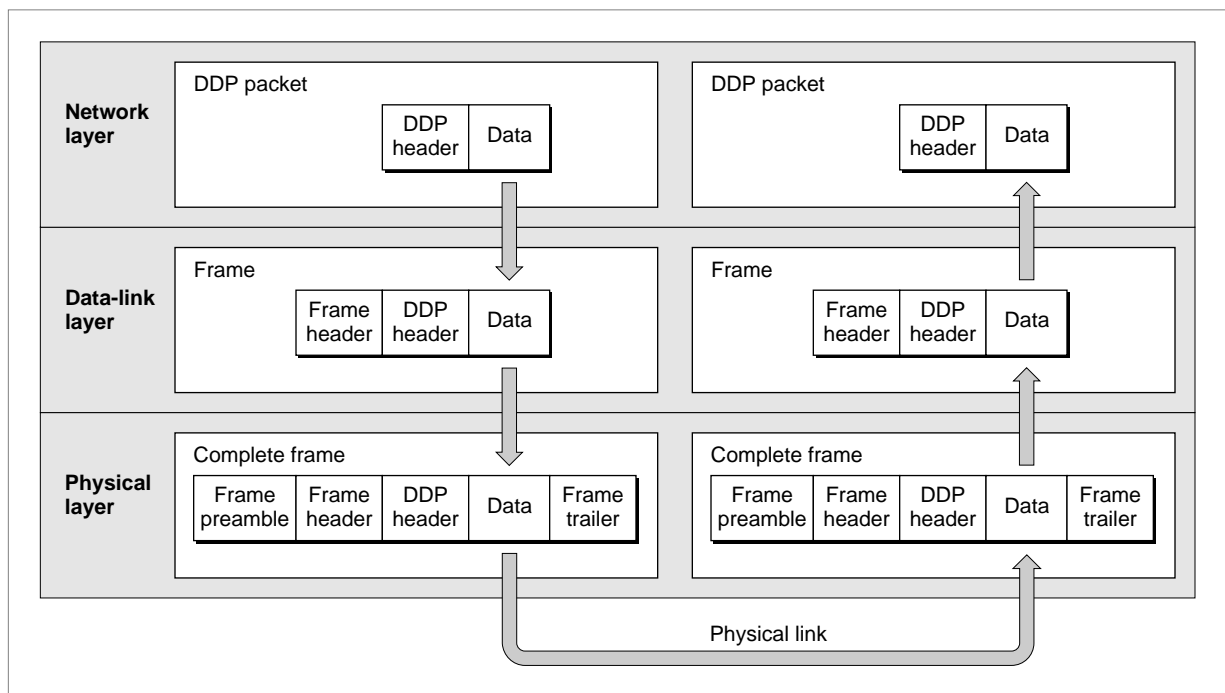 Network
layer
DDP packet
DDP
header
Data
DDP packet
DDP
header
Data
Data-link
layer
Frame
Frame
header
DDP
header
Data
Frame
Frame
header
DDP
header
Data
Physical
layer
Complete frame
Frame
preamble
Frame
header
DDP
header
Data
Frame
trailer
Complete frame
Frame
preamble
Frame
header
DDP
header
Data
Frame
trailer
Physical link